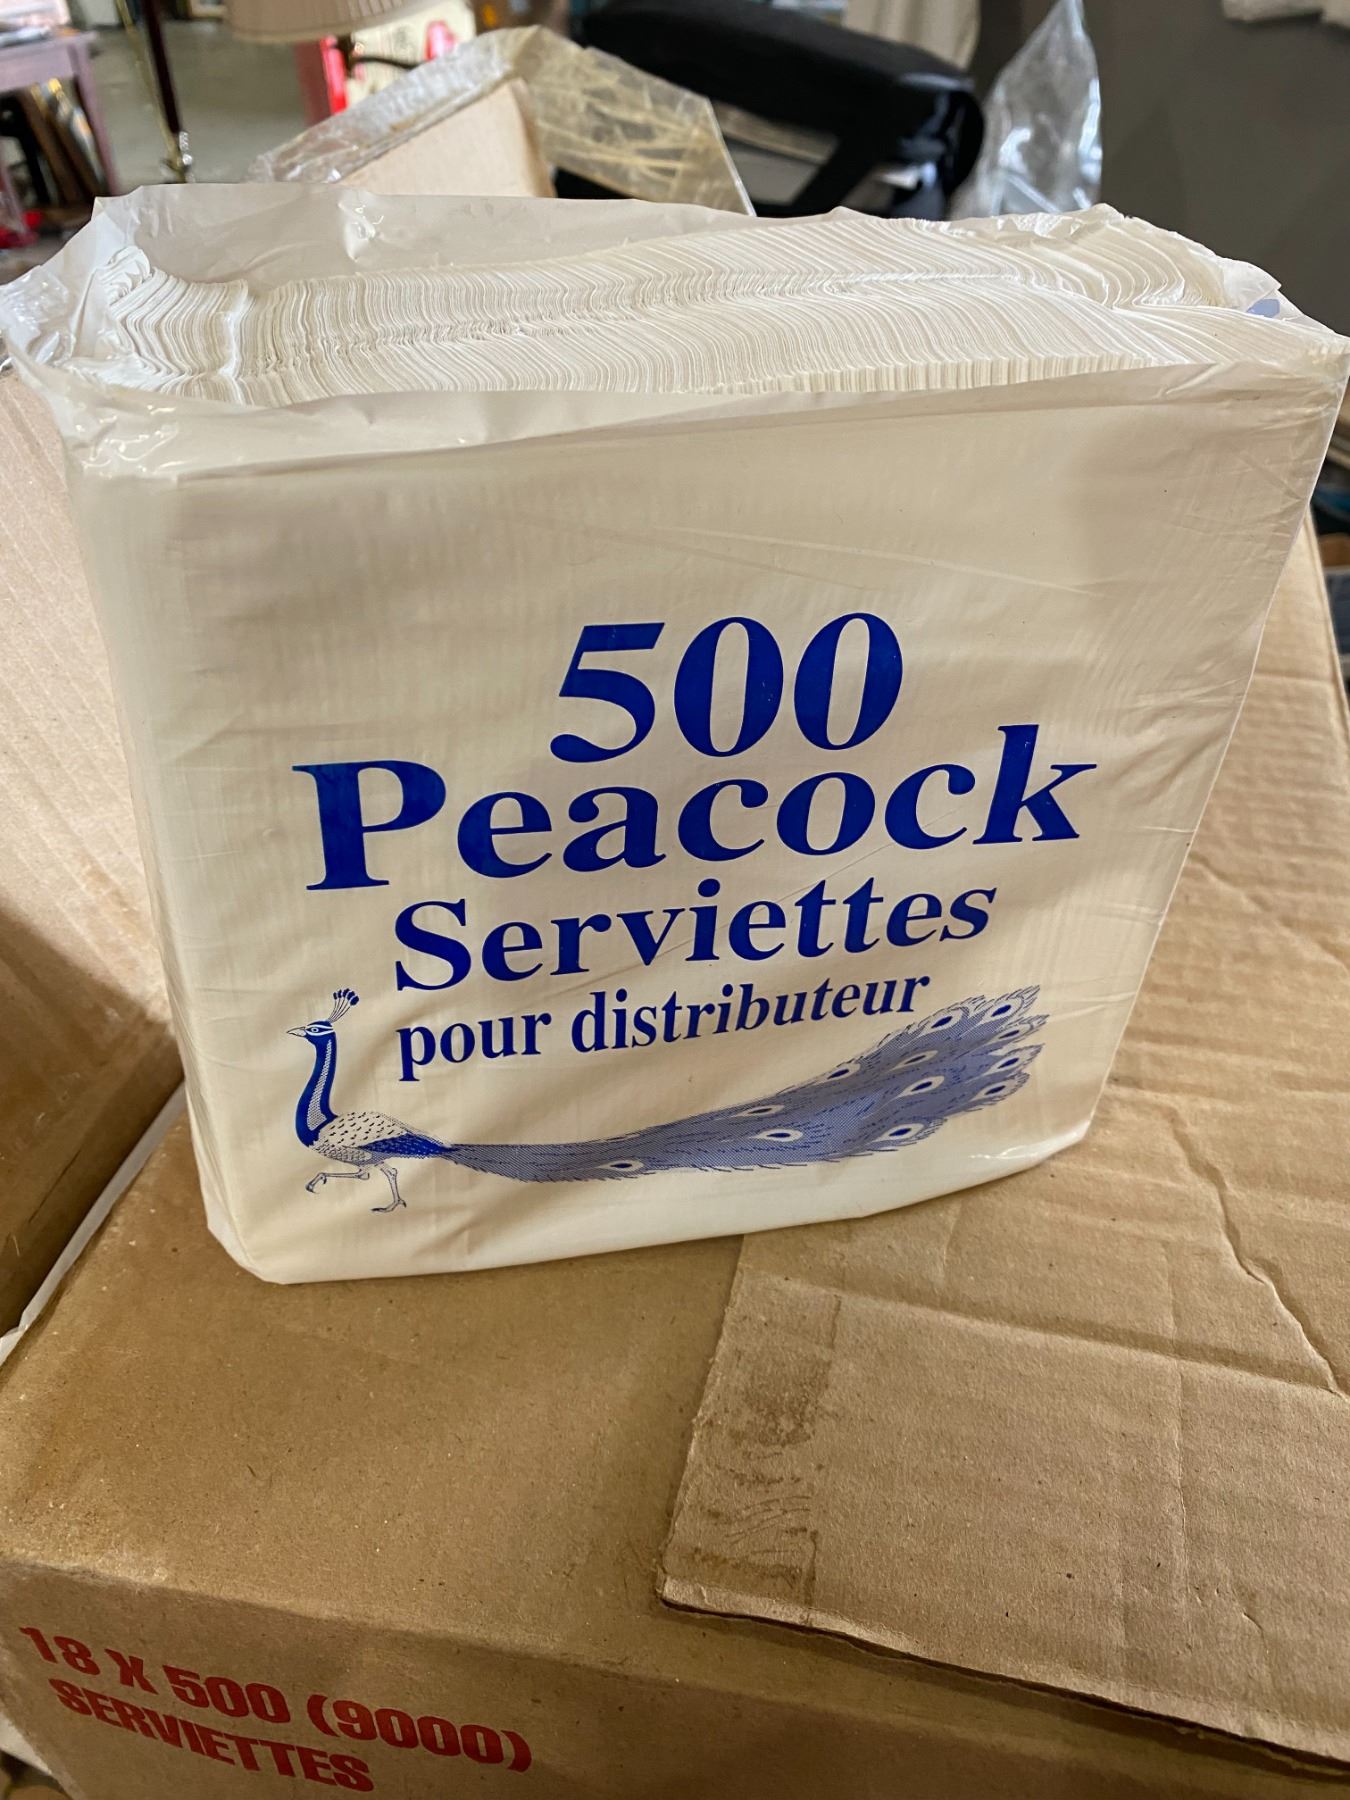 500
Peacock
Serviettes
pour distributeur
18 X 500 (9000)
SERVIETTES